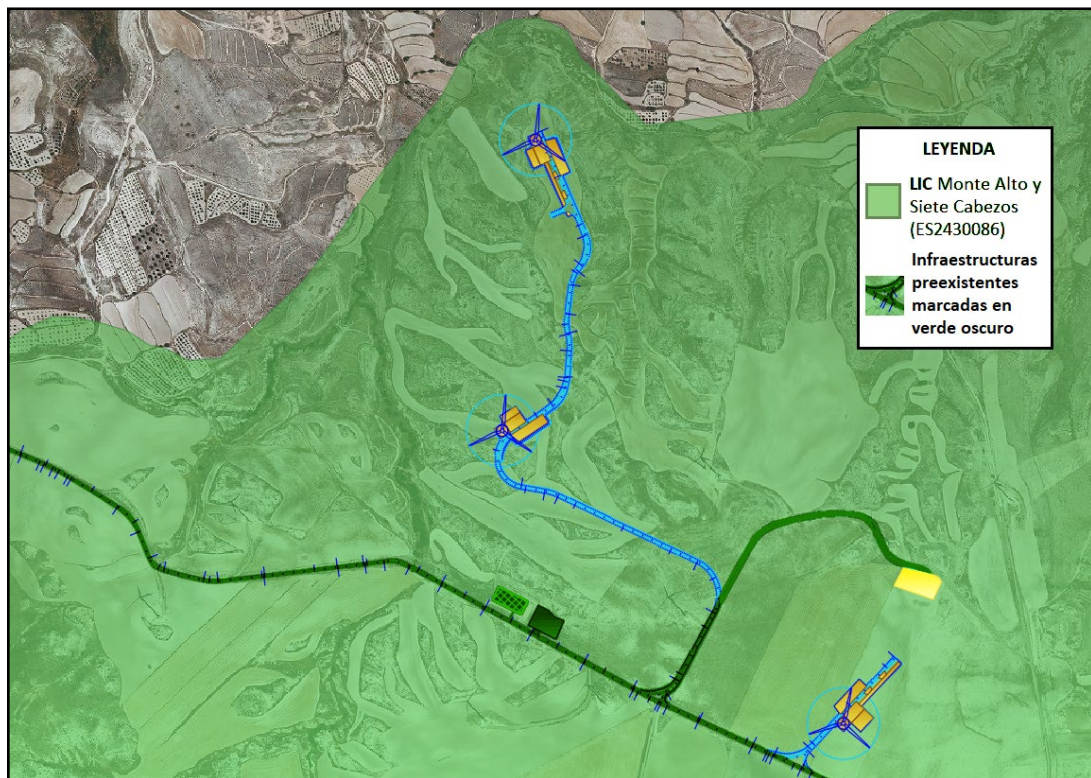 LEYENDA
LIC Monte Alto y
Siete Cabezos
(ES2430086)
Infraestructuras
preexistentes
marcadas en
verde oscuro